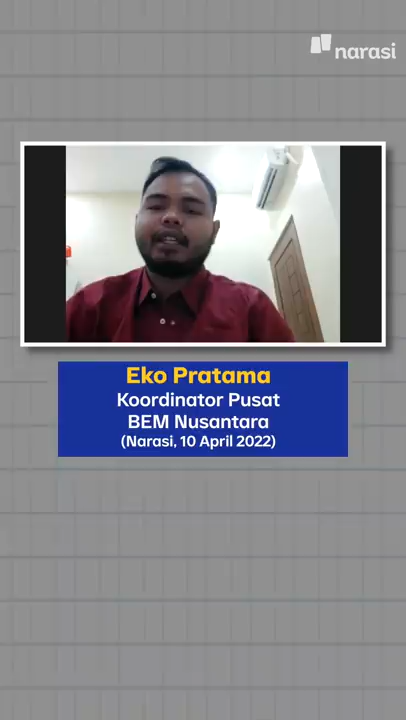 narasi
Eko Pratama
Koordinator Pusat
BEM Nusantara
(Narasi, 10 April 2022)